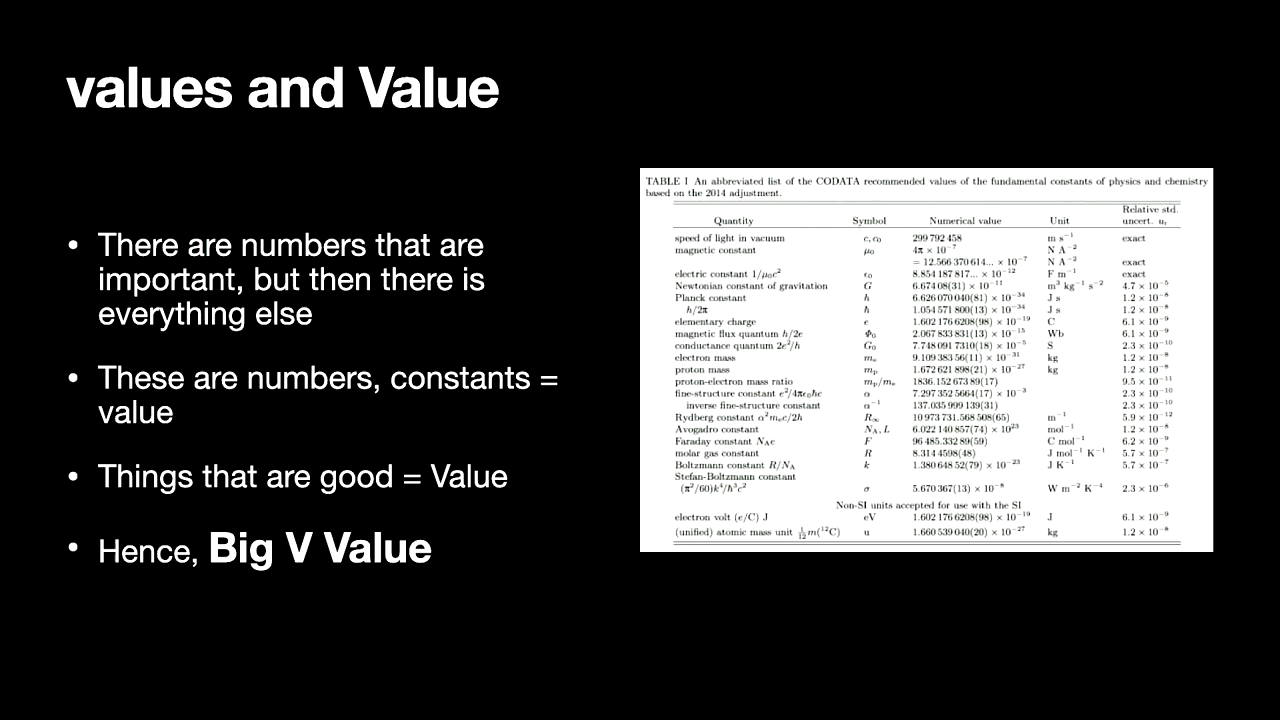 values and Value
• There are numbers that are
important, but then there is
everything else
• These are numbers, constants =
value
• Things that are good = Value
• Hence, Big V Value
TABLE I An abbreviated list of the CODATA recommended values of the fundamental constants of physics and chemistry
based on the 2014 adjustment.
Relative std.
Quantity Symbol Numerical value Unit uncert. uᵣ
speed of light in vacuum c, c₀ 299 792 458 m s⁻¹ exact
magnetic constant μ₀ 4π × 10⁻⁷ N A⁻²
= 12.566 370 614... × 10⁻⁷ N A⁻² exact
electric constant 1/μ₀c² ϵ₀ 8.854 187 817... × 10⁻¹² F m⁻¹ exact
Newtonian constant of gravitation G 6.674 08(31) × 10⁻¹¹ m³ kg⁻¹ s⁻² 4.7 × 10⁻⁵
Planck constant h 6.626 070 040(81) × 10⁻³⁴ J s 1.2 × 10⁻⁸
h/2π ħ 1.054 571 800(13) × 10⁻³⁴ J s 1.2 × 10⁻⁸
elementary charge e 1.602 176 6208(98) × 10⁻¹⁹ C 6.1 × 10⁻⁹
magnetic flux quantum h/2e Φ₀ 2.067 833 831(13) × 10⁻¹⁵ Wb 6.1 × 10⁻⁹
conductance quantum 2e²/h G₀ 7.748 091 7310(18) × 10⁻⁵ S 2.3 × 10⁻¹⁰
electron mass mₑ 9.109 383 56(11) × 10⁻³¹ kg 1.2 × 10⁻⁸
proton mass mₚ 1.672 621 898(21) × 10⁻²⁷ kg 1.2 × 10⁻⁸
proton-electron mass ratio mₚ/mₑ 1836.152 673 89(17) 9.5 × 10⁻¹¹
fine-structure constant e²/4πϵ₀ħc α 7.297 352 5664(17) × 10⁻³ 2.3 × 10⁻¹⁰
inverse fine-structure constant α⁻¹ 137.035 999 139(31) 2.3 × 10⁻¹⁰
Rydberg constant α²mₑc/2h R∞ 10 973 731.568 508(65) m⁻¹ 5.9 × 10⁻¹²
Avogadro constant N_A, L 6.022 140 857(74) × 10²³ mol⁻¹ 1.2 × 10⁻⁸
Faraday constant N_Ae F 96 485.332 89(59) C mol⁻¹ 6.2 × 10⁻⁹
molar gas constant R 8.314 4598(48) J mol⁻¹ K⁻¹ 5.7 × 10⁻⁷
Boltzmann constant R/N_A k 1.380 648 52(79) × 10⁻²³ J K⁻¹ 5.7 × 10⁻⁷
Stefan-Boltzmann constant
(π²/60)k⁴/ħ³c² σ 5.670 367(13) × 10⁻⁸ W m⁻² K⁻⁴ 2.3 × 10⁻⁶
Non-SI units accepted for use with the SI
electron volt (e/C) J eV 1.602 176 6208(98) × 10⁻¹⁹ J 6.1 × 10⁻⁹
(unified) atomic mass unit 1/12 m(¹²C) u 1.660 539 040(20) × 10⁻²⁷ kg 1.2 × 10⁻⁸